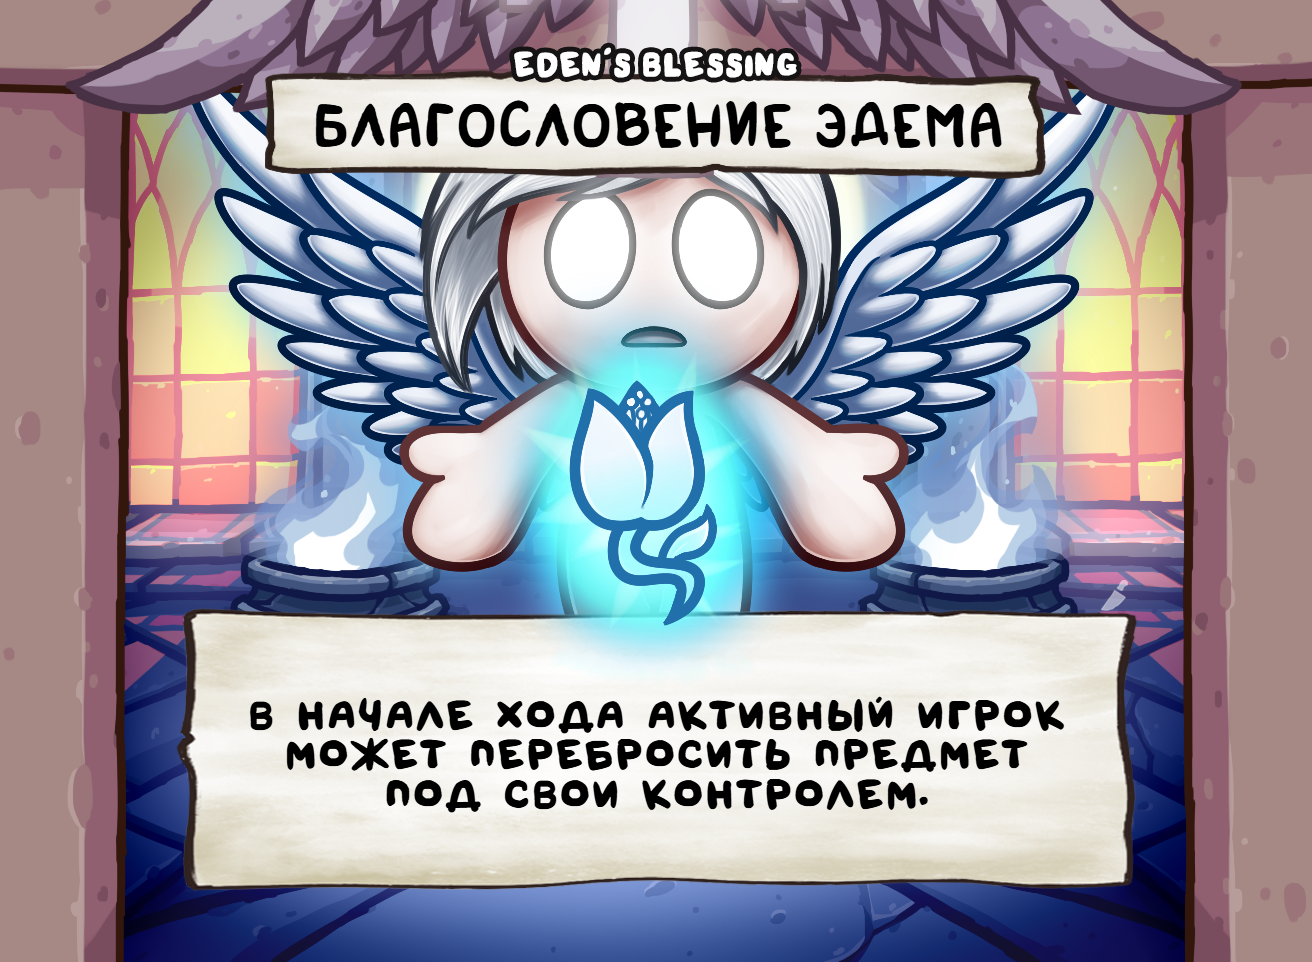 EDEN'S BLESSING
БЛАГОСЛОВЕНИЕ ЭДЕМА
В НАЧАЛЕ ХОДА АКТИВНЫЙ ИГРОК
МОЖЕТ ПЕРЕБРОСИТЬ ПРЕДМЕТ
ПОД СВОИ КОНТРОЛЕМ.